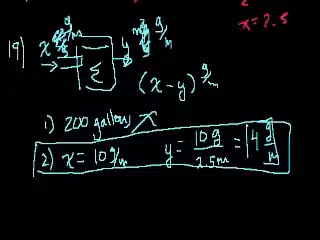 x = 2.5
19) x g/m Σ y g/m
(x-y) g/m
1) 200 gallons
2) x = 10 g/m y = 10 g / 2.5 m = 4 g/m